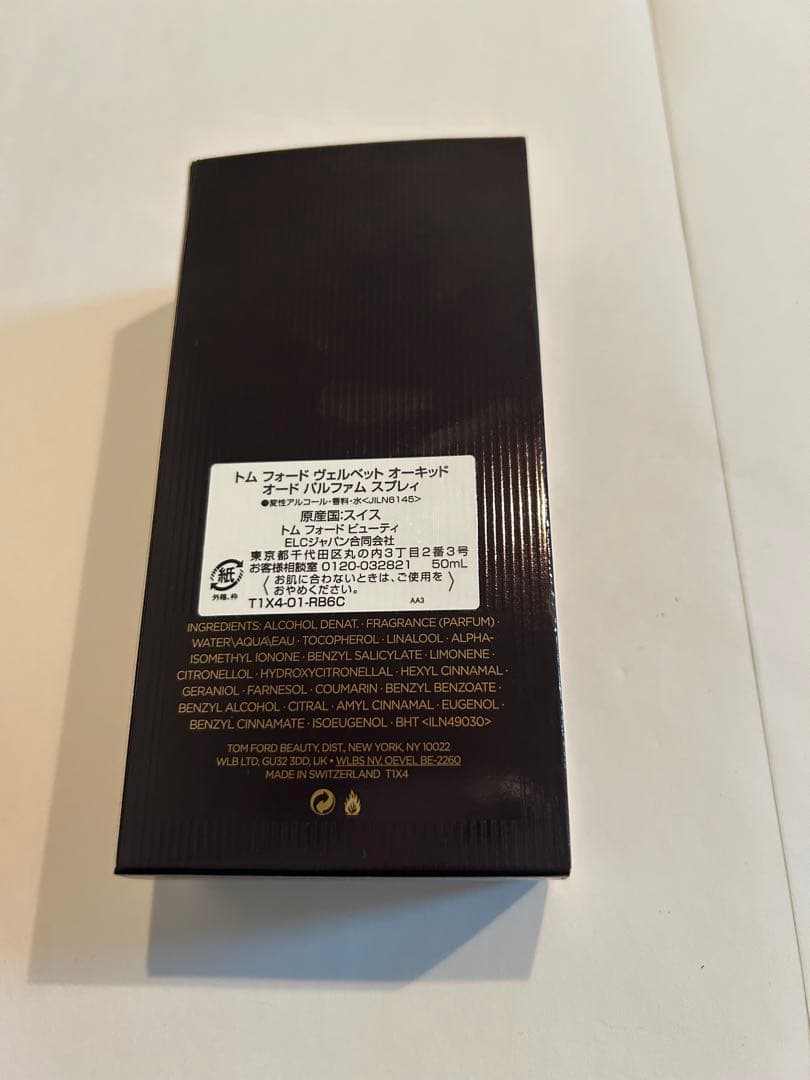 トム フォード ヴェルベット オーキッド
オード パルファム スプレィ
●変性アルコール・香料・水<JILN6145>
原産国:スイス
トム フォード ビューティ
ELCジャパン合同会社
東京都千代田区丸の内3丁目2番3号
お客様相談室 0120-032821 50mL
〈お肌に合わないときは、ご使用を
おやめください。〉
紙
外箱、枠
T1X4-01-RB6C AA3
INGREDIENTS: ALCOHOL DENAT. · FRAGRANCE (PARFUM) ·
WATER\AQUA\EAU · TOCOPHEROL · LINALOOL · ALPHA-
ISOMETHYL IONONE · BENZYL SALICYLATE · LIMONENE ·
CITRONELLOL · HYDROXYCITRONELLAL · HEXYL CINNAMAL ·
GERANIOL · FARNESOL · COUMARIN · BENZYL BENZOATE ·
BENZYL ALCOHOL · CITRAL · AMYL CINNAMAL · EUGENOL ·
BENZYL CINNAMATE · ISOEUGENOL · BHT <ILN49030>
TOM FORD BEAUTY, DIST., NEW YORK, NY 10022
WLB LTD, GU32 3DD, UK • WLBS NV, OEVEL BE-2260
MADE IN SWITZERLAND T1X4